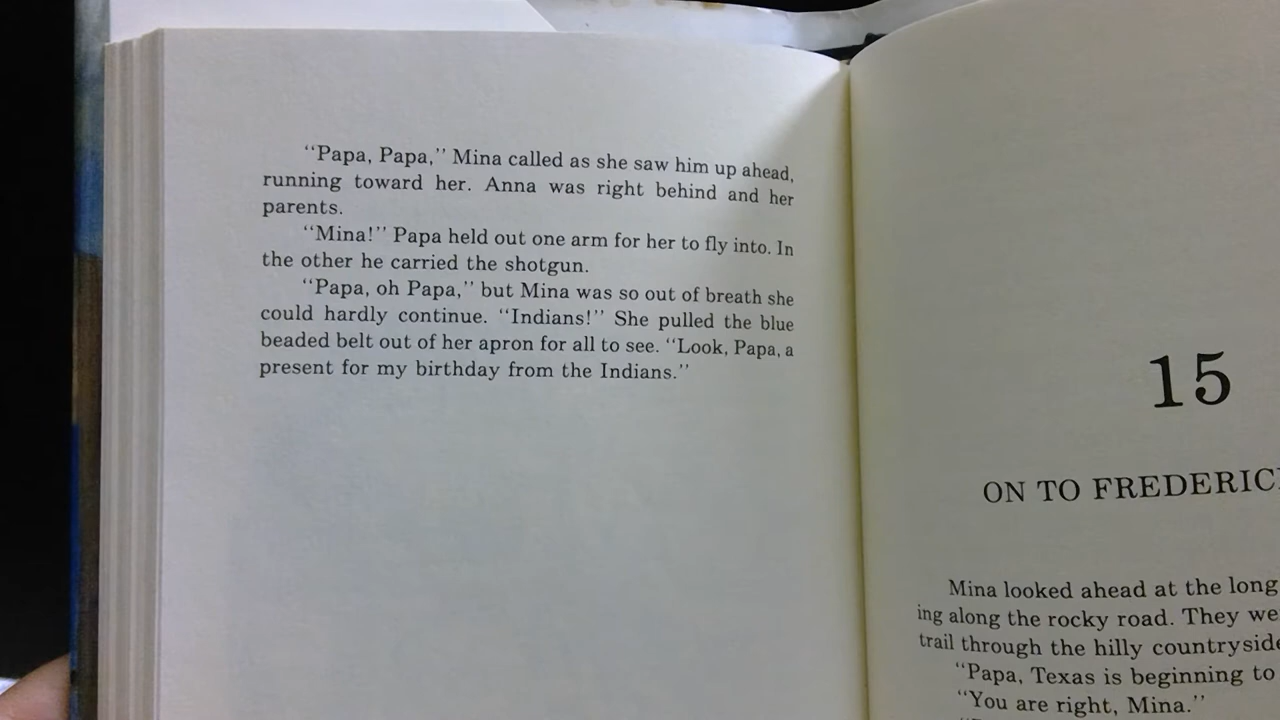 “Papa, Papa,” Mina called as she saw him up ahead,
running toward her. Anna was right behind and her
parents.
“Mina!” Papa held out one arm for her to fly into. In
the other he carried the shotgun.
“Papa, oh Papa,” but Mina was so out of breath she
could hardly continue. “Indians!” She pulled the blue
beaded belt out of her apron for all to see. “Look, Papa, a
present for my birthday from the Indians.”
15
ON TO
Mina looked ahead at the long
ing along the rocky road. They
trail through the hilly
“Papa, Texas is beginning to
“You are right, Mina.”